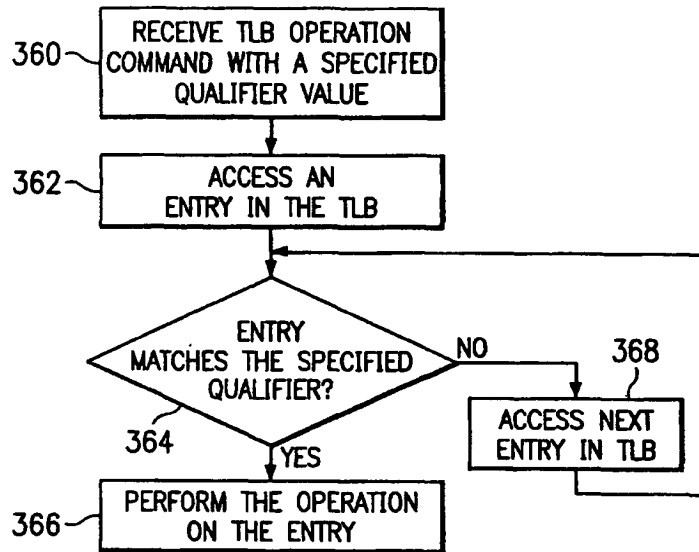 360
RECEIVE TLB OPERATION
COMMAND WITH A SPECIFIED
QUALIFIER VALUE
362
ACCESS AN
ENTRY IN THE TLB
ENTRY
MATCHES THE SPECIFIED
QUALIFIER?
364
NO
368
ACCESS NEXT
ENTRY IN TLB
YES
366
PERFORM THE OPERATION
ON THE ENTRY